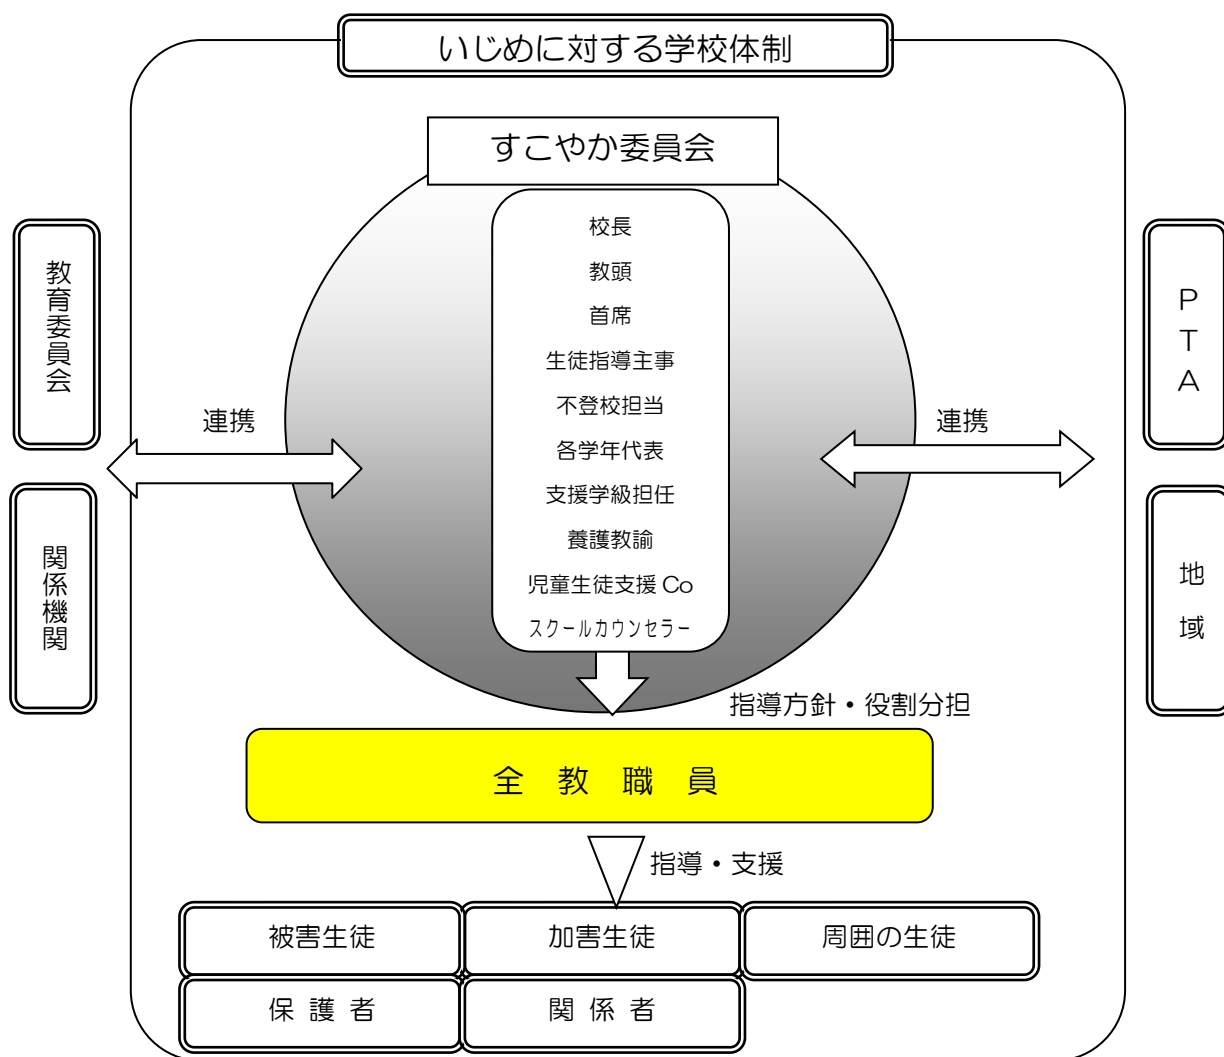 いじめに対する学校体制
すこやか委員会
校長
教頭
首席
生徒指導主事
不登校担当
各学年代表
支援学級担任
養護教諭
児童生徒支援 Co
スクールカウンセラー
教育委員会
関係機関
連携
連携
PTA
地域
指導方針・役割分担
全 教 職 員
指導・支援
被害生徒
加害生徒
周囲の生徒
保 護 者
関 係 者